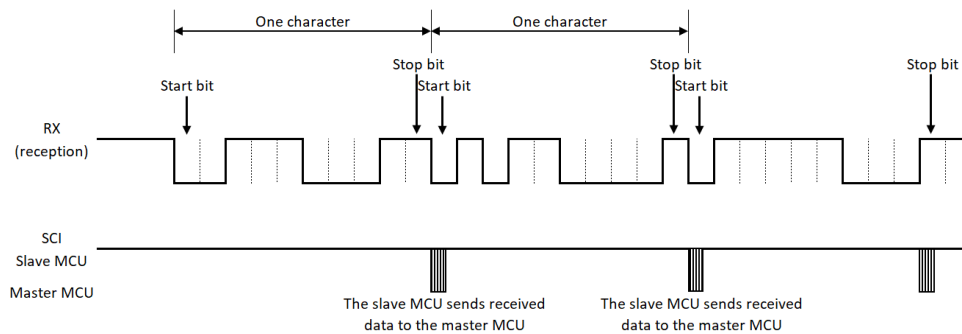 One character
One character
Stop bit
Stop bit
Stop bit
Start bit
Start bit
Start bit
RX
(reception)
SCI
Slave MCU
Master MCU
The slave MCU sends received
data to the master MCU
The slave MCU sends received
data to the master MCU